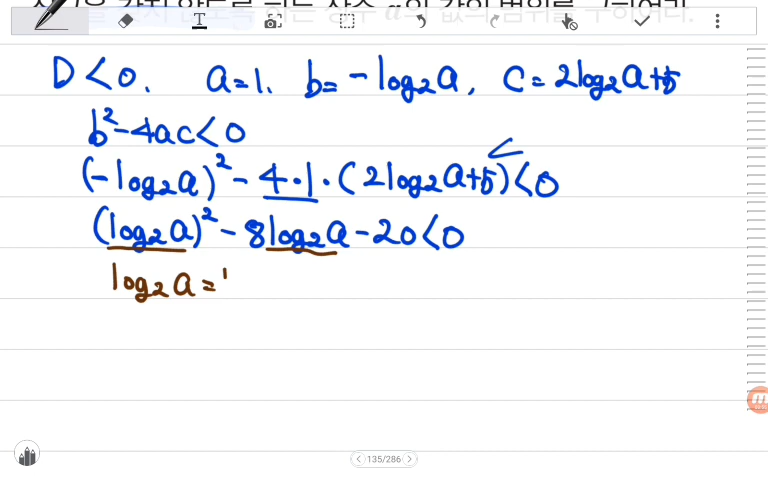 D<0. a=1. b=-log₂a, c=2log₂a+5
b²-4ac<0
(-log₂a)²-4·1·(2log₂a+5)<0
(log₂a)²-8log₂a-20<0
log₂a=
135/286